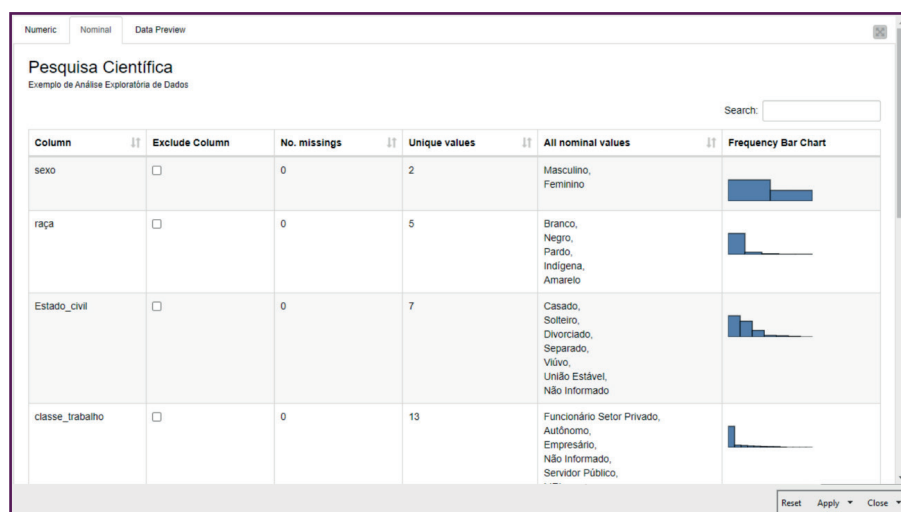 Numeric Nominal Data Preview
Pesquisa Científica
Exemplo de Análise Exploratória de Dados
Search:
Column Exclude Column No. missings Unique values All nominal values Frequency Bar Chart
sexo 0 2 Masculino,
Feminino
raça 0 5 Branco,
Negro,
Pardo,
Indígena,
Amarelo
Estado_civil 0 7 Casado,
Solteiro,
Divorciado,
Separado,
Viúvo,
União Estável,
Não Informado
classe_trabalho 0 13 Funcionário Setor Privado,
Autônomo,
Empresário,
Não Informado,
Servidor Público,
Reset Apply Close